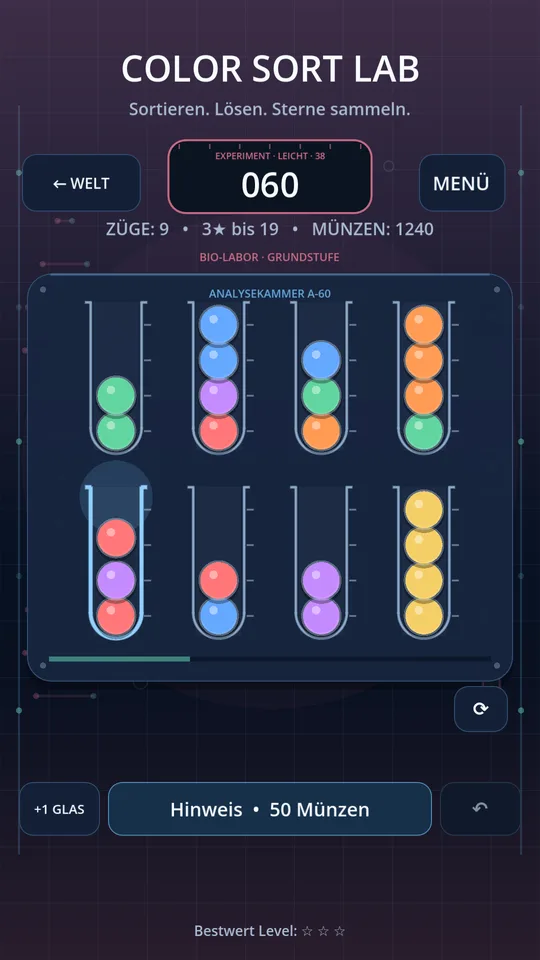 COLOR SORT LAB
Sortieren. Lösen. Sterne sammeln.
← WELT
EXPERIMENT · LEICHT · 38
060
MENÜ
ZÜGE: 9 • 3★ bis 19 • MÜNZEN: 1240
BIO-LABOR · GRUNDSTUFE
ANALYSEKAMMER A-60
+1 GLAS
Hinweis • 50 Münzen
Bestwert Level: ☆ ☆ ☆